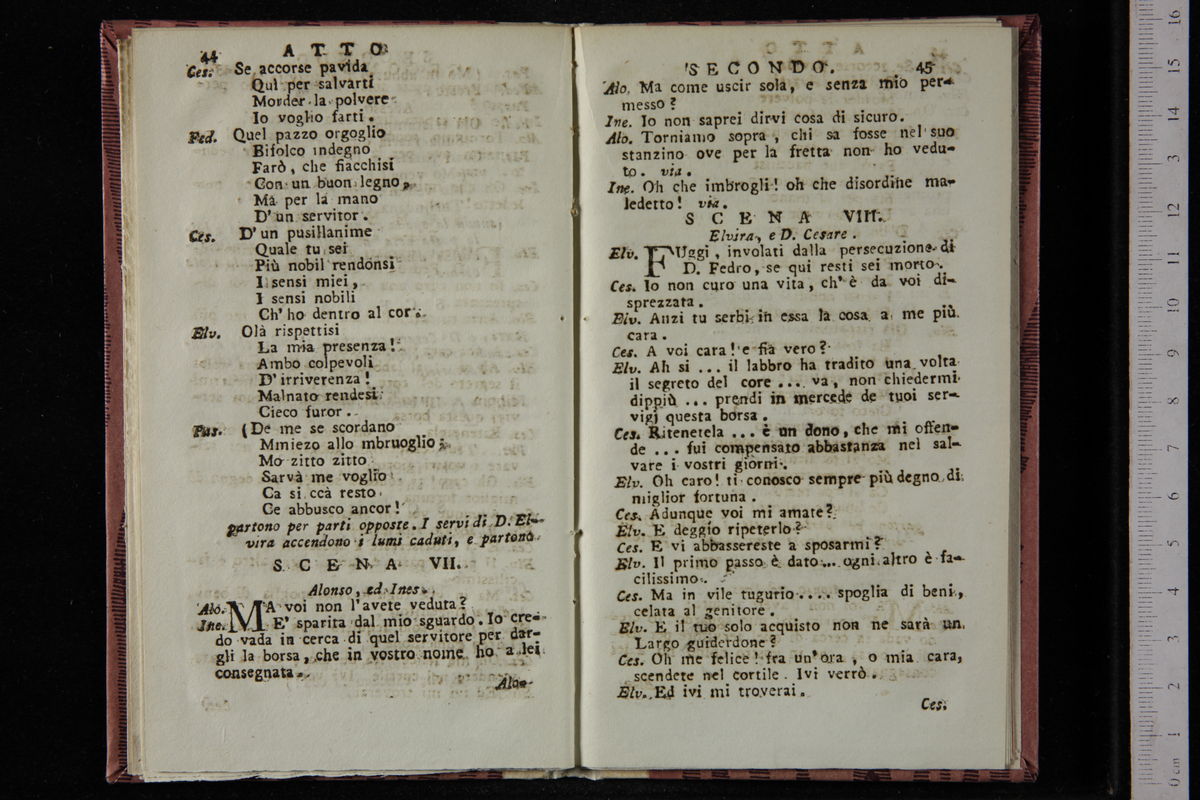 44 ATTO
Ces. Se accorse pavida
Quì per salvarti
Morder la polvere
Io voglio farti.
Fed. Quel pazzo orgoglio
Bifolco indegno
Farò, che fiacchisi
Con un buon legno,
Ma per la mano
D'un servitor.
Ces. D'un pusillanime
Quale tu sei
Più nobil rendonsi
I sensi miei,
I sensi nobili
Ch'ho dentro al cor.
Elv. Olà rispettisi
La mia presenza!
Ambo colpevoli
D'irriverenza!
Malnato rendesi
Cieco furor.
Pas. (De me se scordano
Mmiezo allo mbruoglio;
Mo zitto zitto
Sarvà me voglio
Ca si ccà resto
Ce abbusco ancor!
partono per parti opposte. I servi di D. El-
vira accendono i lumi caduti, e partono.
SCENA VII.
Alonso, ed Ines.
Alo. MA voi non l'avete veduta?
Ine. E' sparita dal mio sguardo. Io cre-
do vada in cerca di quel servitore per dar-
gli la borsa, che in vostro nome ho a lei
consegnata.
Alo.
SECONDO. 45
Alo. Ma come uscir sola, e senza mio per-
messo?
Ine. Io non saprei dirvi cosa di sicuro.
Alo. Torniamo sopra, chi sa fosse nel suo
stanzino ove per la fretta non ho vedu-
to. via.
Ine. Oh che imbrogli! oh che disordine ma-
ledetto! via.
SCENA VIII.
Elvira, e D. Cesare.
Elv. FUggi, involati dalla persecuzione di
D. Fedro, se qui resti sei morto.
Ces. Io non curo una vita, ch'è da voi di-
sprezzata.
Elv. Anzi tu serbi in essa la cosa a me più
cara.
Ces. A voi cara! e fia vero?
Elv. Ah si ... il labbro ha tradito una volta
il segreto del core ... va, non chiedermi
dippiù ... prendi in mercede de tuoi ser-
vigj questa borsa.
Ces. Ritenetela ... è un dono, che mi offen-
de ... fui compensato abbastanza nel sal-
vare i vostri giorni.
Elv. Oh caro! ti conosco sempre più degno di
miglior fortuna.
Ces. Adunque voi mi amate?
Elv. E deggio ripeterlo?
Ces. E vi abbassereste a sposarmi?
Elv. Il primo passo è dato ... ogni altro è fa-
cilissimo.
Ces. Ma in vile tugurio .... spoglia di beni,
celata al genitore.
Elv. E il tuo solo acquisto non ne sarà un
Largo guiderdone?
Ces. Oh me felice! fra un'ora, o mia cara,
scendete nel cortile. Ivi verrò.
Elv. Ed ivi mi troverai.
Ces.
0 cm 1 2 3 4 5 6 7 8 9 10 11 12 13 14 15 16